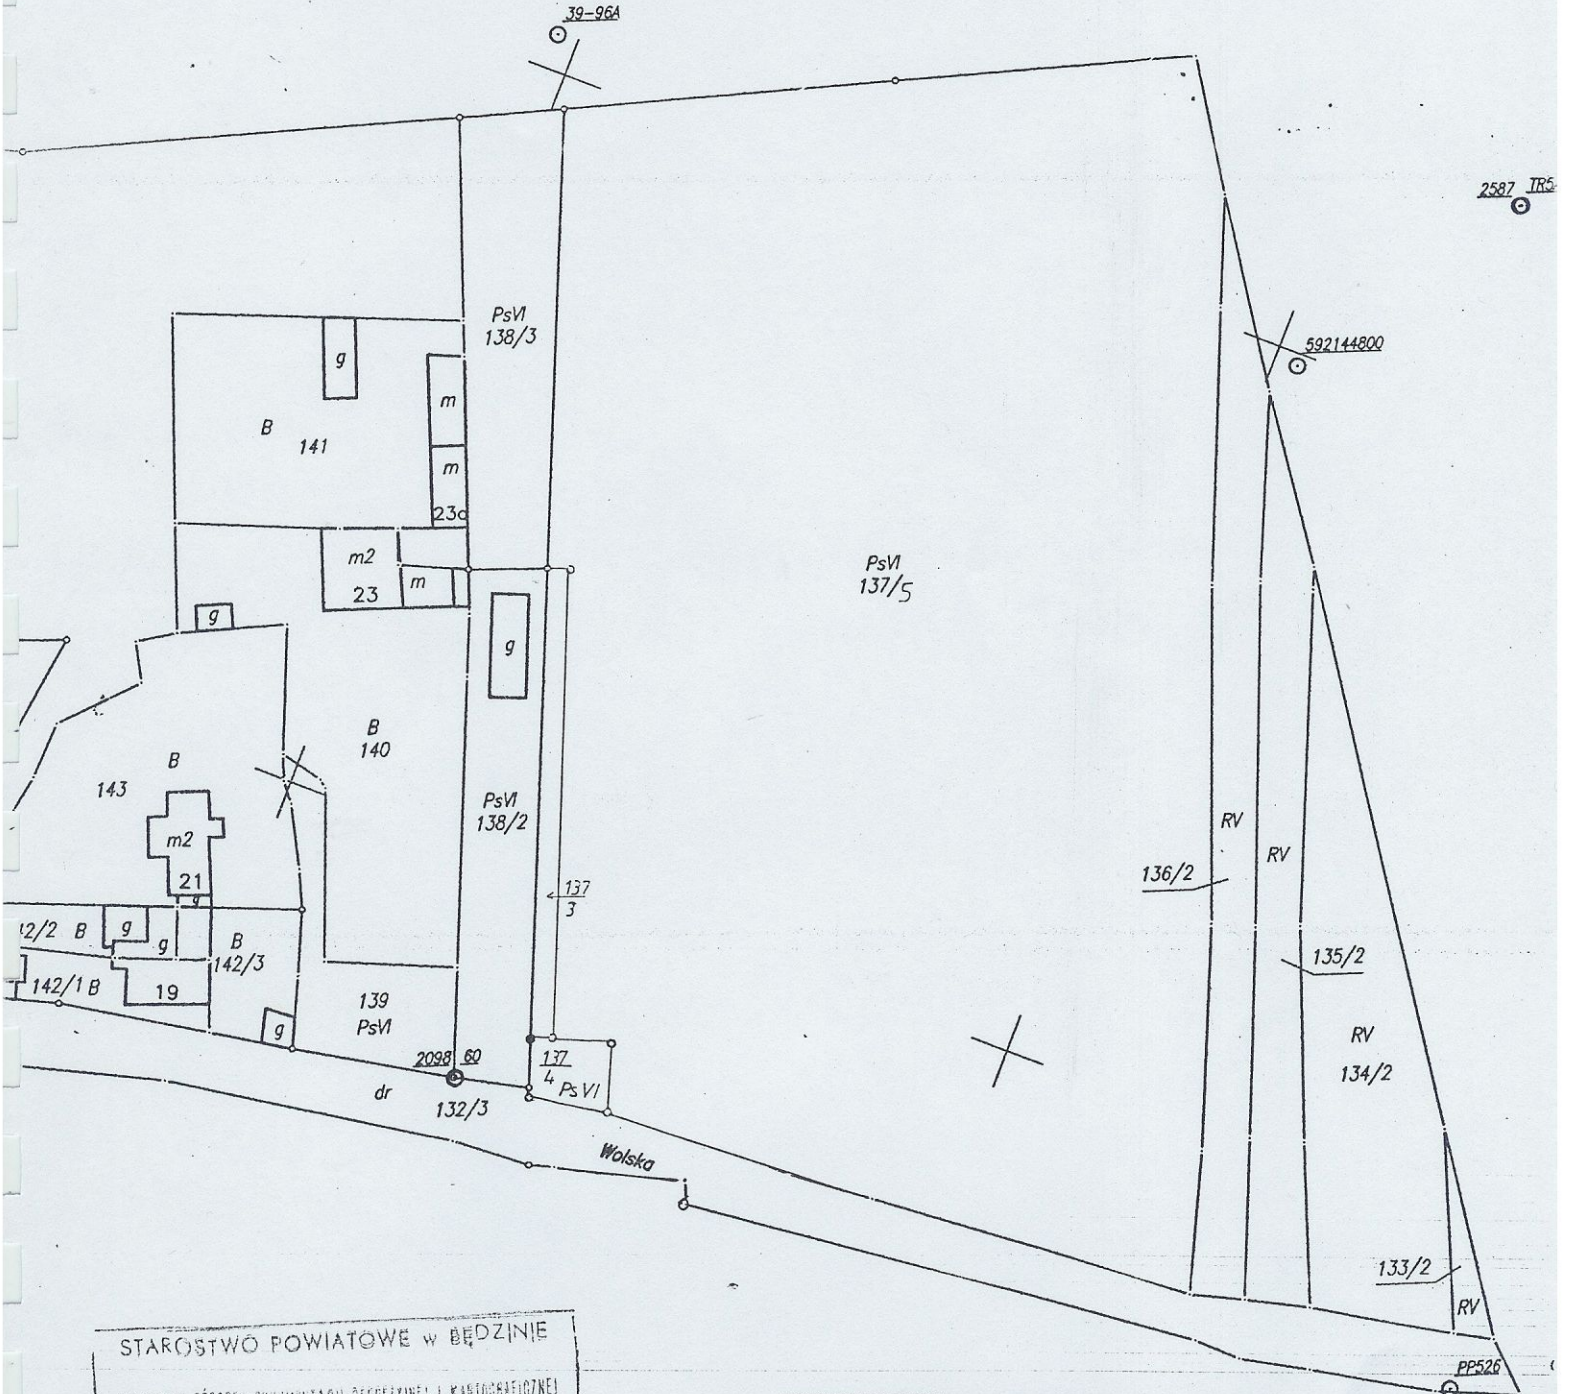 39-96A
2587 TR5
PsVI
138/3
g
592144800
m
B
141
m
23a
m2
PsVI
137/5
m
23
g
g
B
140
B
143
PsVI
138/2
m2
RV
RV
136/2
21
g
137
3
12/2 B
g
g
B
142/3
135/2
142/1 B
19
139
PsVI
g
RV
134/2
2098 60
137
4
PsVI
dr
132/3
Wolska
133/2
RV
STAROSTWO POWIATOWE w BĘDZINIE
PP526